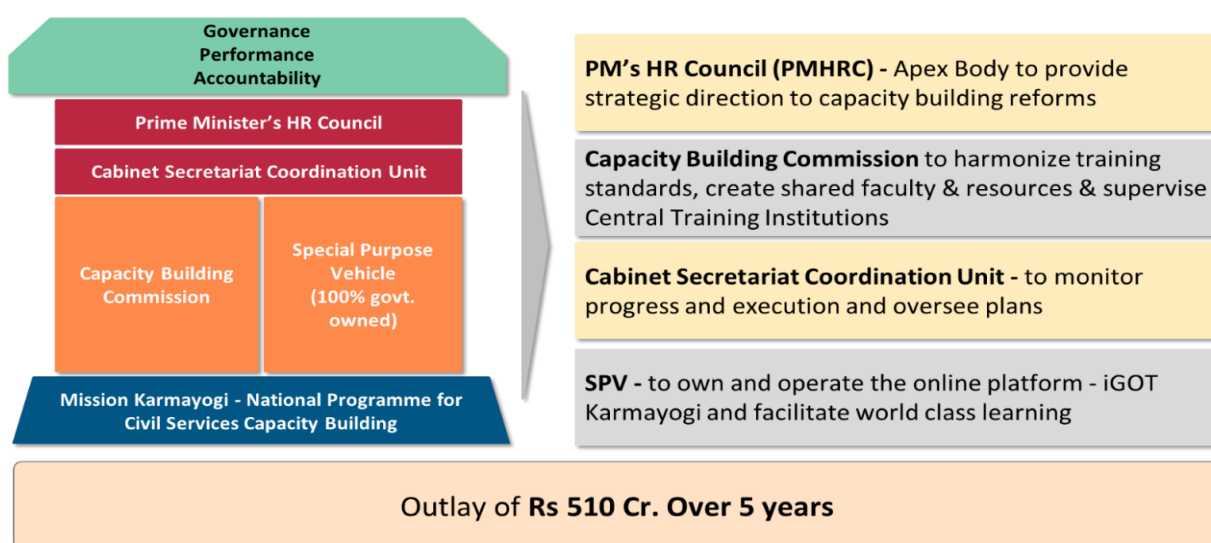 Governance
Performance
Accountability
Prime Minister's HR Council
Cabinet Secretariat Coordination Unit
Capacity Building
Commission
Special Purpose
Vehicle
(100% govt.
owned)
Mission Karmayogi - National Programme for
Civil Services Capacity Building
PM's HR Council (PMHRC) - Apex Body to provide
strategic direction to capacity building reforms
Capacity Building Commission to harmonize training
standards, create shared faculty & resources & supervise
Central Training Institutions
Cabinet Secretariat Coordination Unit - to monitor
progress and execution and oversee plans
SPV - to own and operate the online platform - iGOT
Karmayogi and facilitate world class learning
Outlay of Rs 510 Cr. Over 5 years